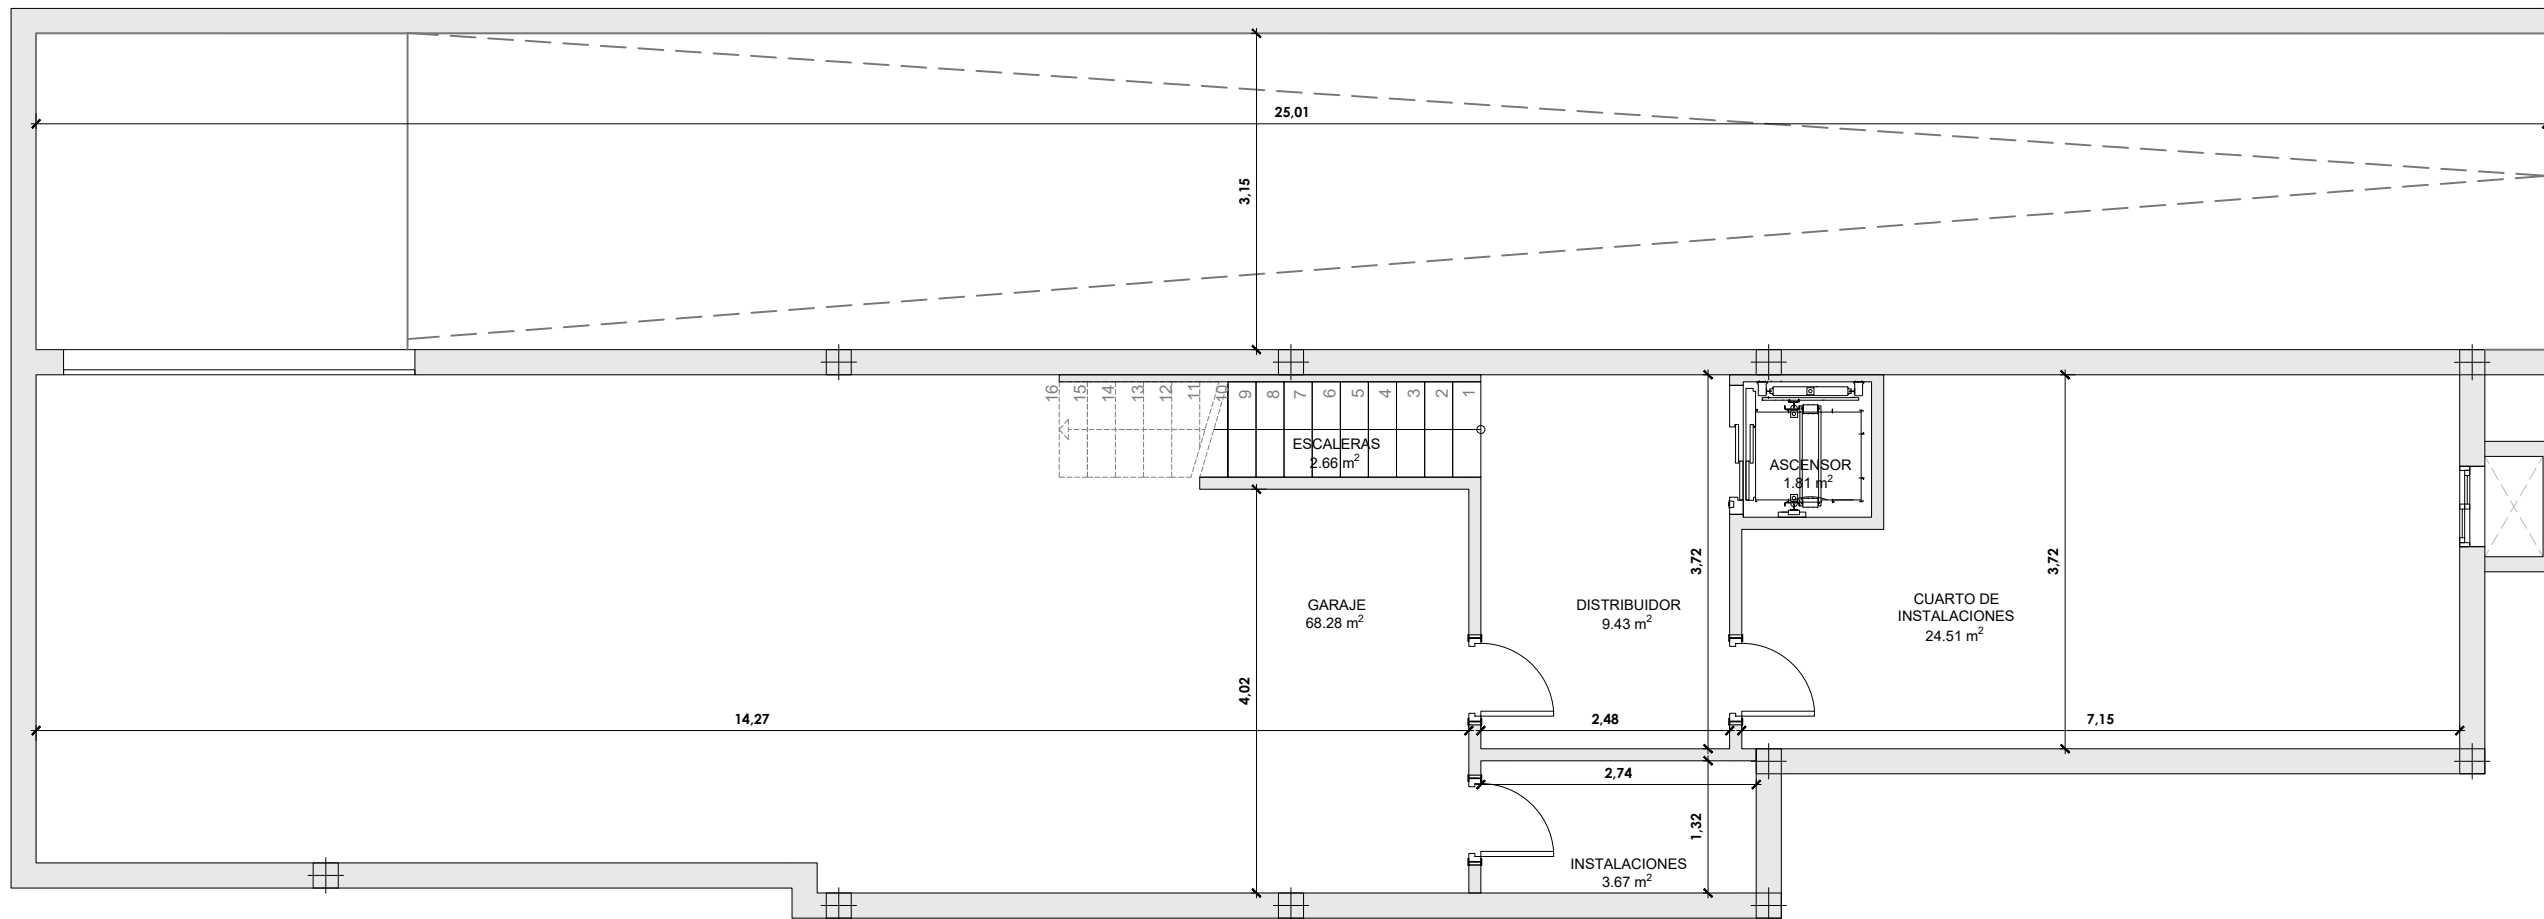 25,01
3,15
16 15 14 13 12 11 10 9 8 7 6 5 4 3 2 1
ESCALERAS
2.66 m²
ASCENSOR
1.81 m²
3,72
3,72
GARAJE
68.28 m²
DISTRIBUIDOR
9.43 m²
CUARTO DE
INSTALACIONES
24.51 m²
4,02
14,27
2,48
7,15
2,74
1,32
INSTALACIONES
3.67 m²